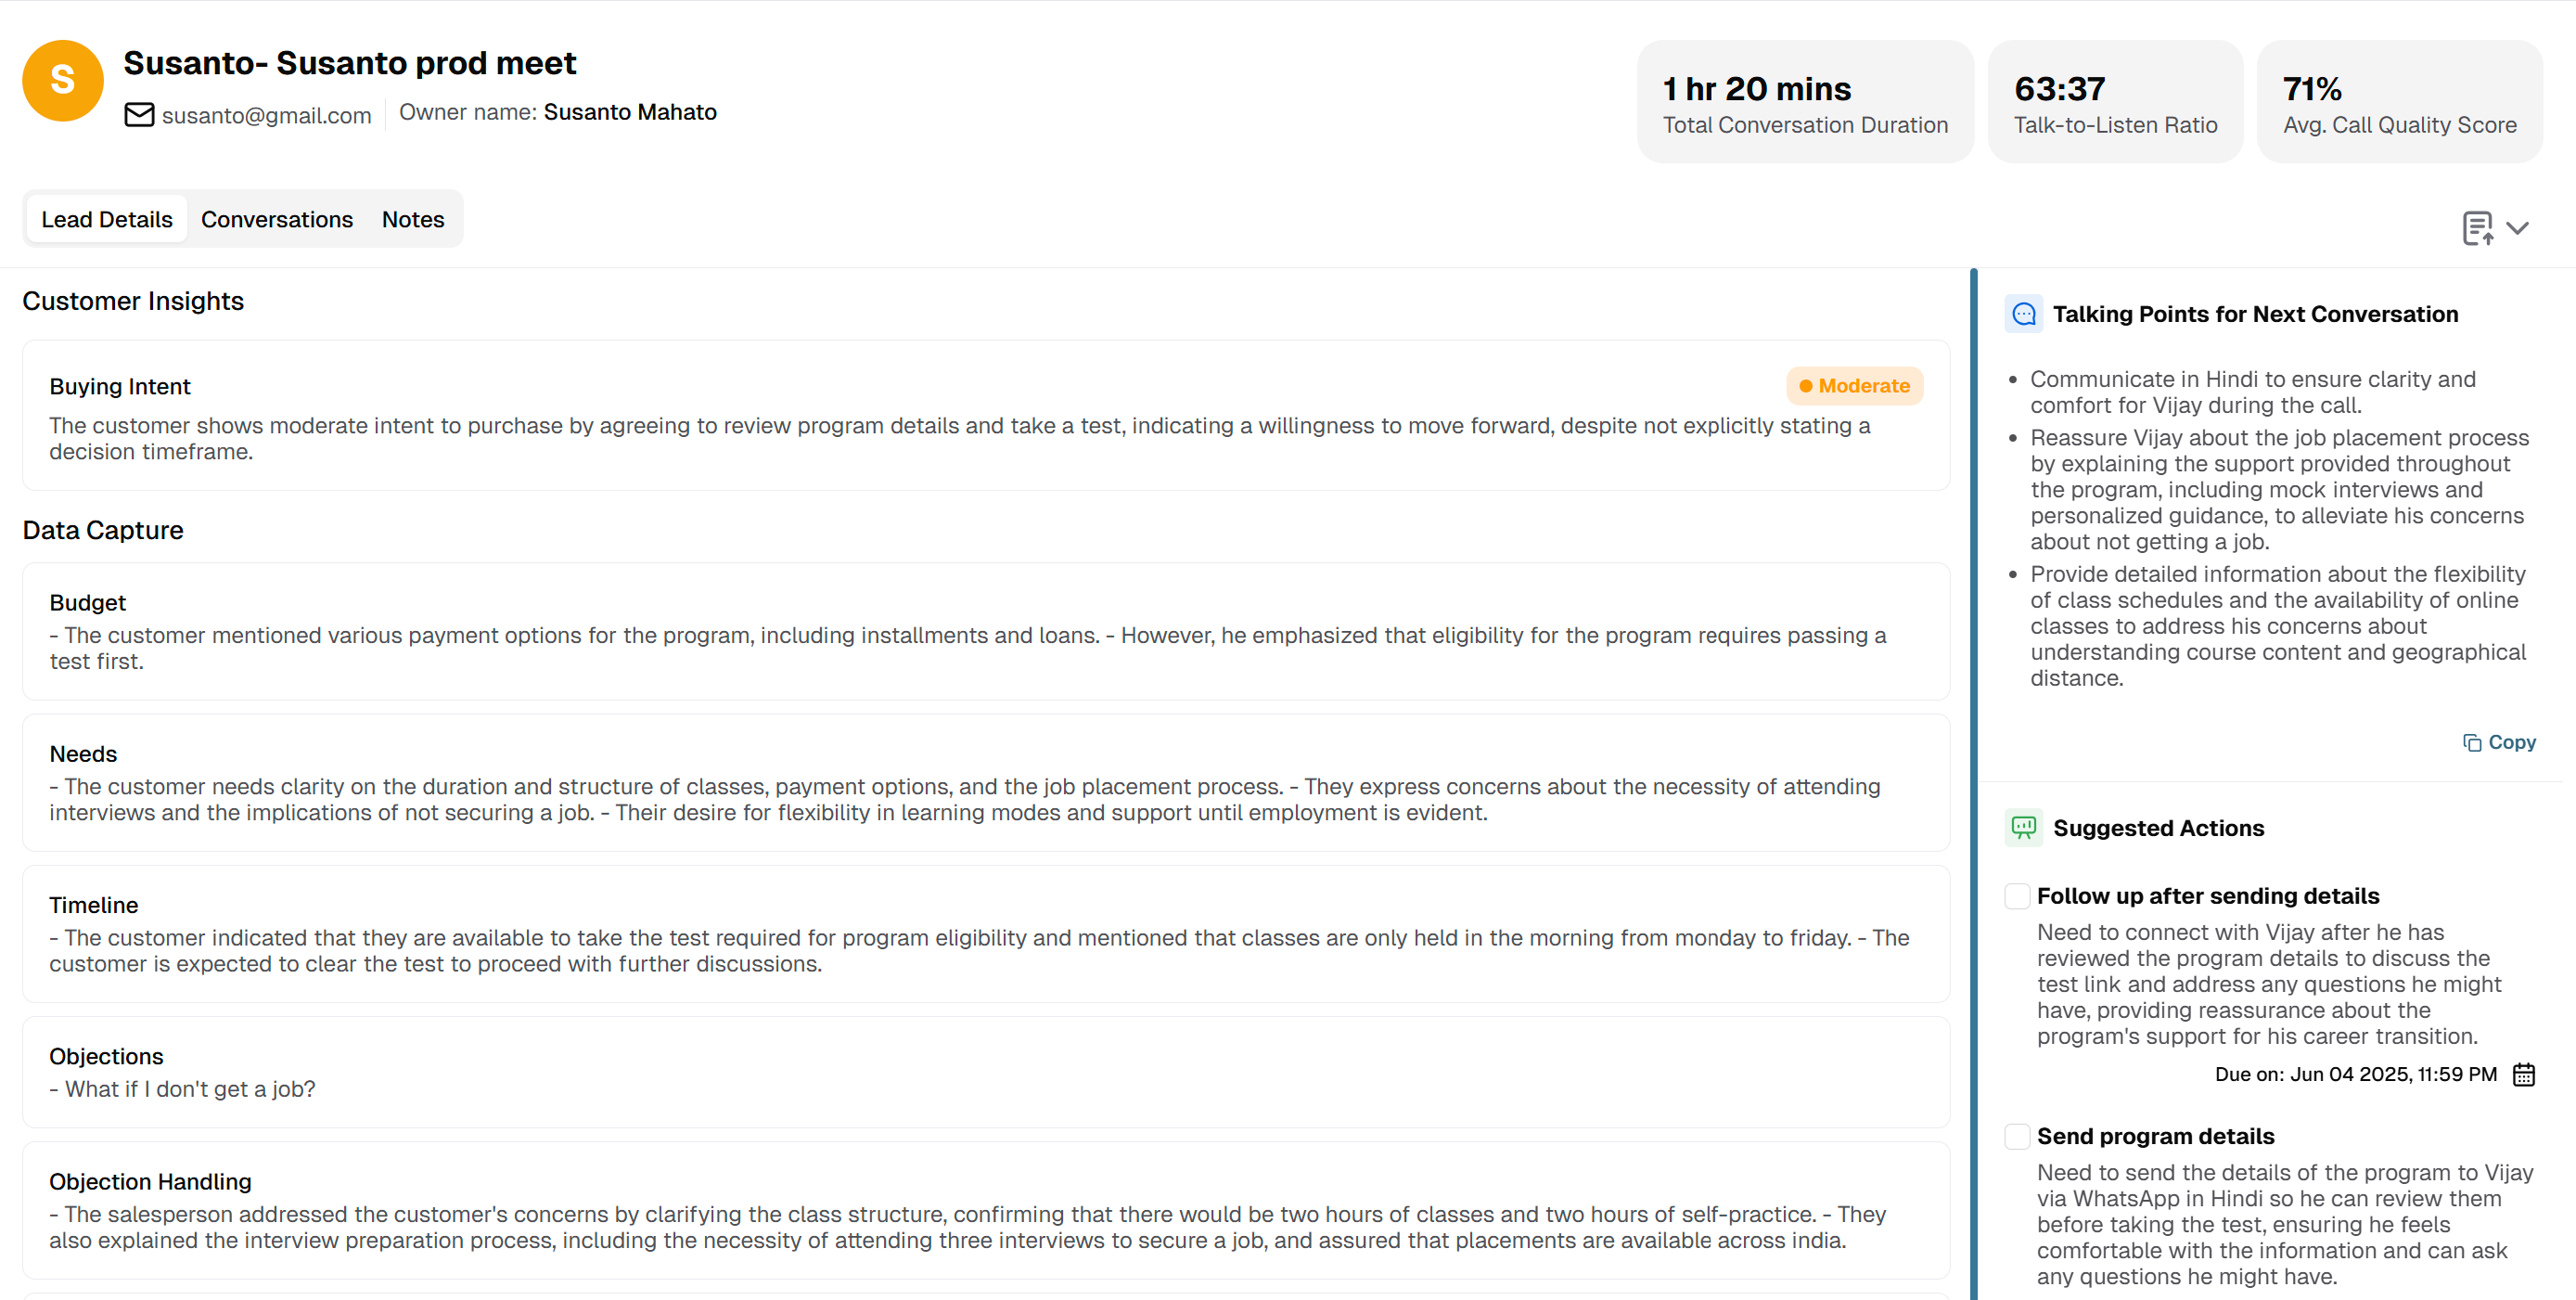 S
Susanto- Susanto prod meet
susanto@gmail.com
Owner name: Susanto Mahato
1 hr 20 mins
Total Conversation Duration
63:37
Talk-to-Listen Ratio
71%
Avg. Call Quality Score
Lead Details
Conversations
Notes
Customer Insights
Buying Intent
Moderate
The customer shows moderate intent to purchase by agreeing to review program details and take a test, indicating a willingness to move forward, despite not explicitly stating a
decision timeframe.
Data Capture
Budget
- The customer mentioned various payment options for the program, including installments and loans. - However, he emphasized that eligibility for the program requires passing a
test first.
Needs
- The customer needs clarity on the duration and structure of classes, payment options, and the job placement process. - They express concerns about the necessity of attending
interviews and the implications of not securing a job. - Their desire for flexibility in learning modes and support until employment is evident.
Timeline
- The customer indicated that they are available to take the test required for program eligibility and mentioned that classes are only held in the morning from monday to friday. - The
customer is expected to clear the test to proceed with further discussions.
Objections
- What if I don't get a job?
Objection Handling
- The salesperson addressed the customer's concerns by clarifying the class structure, confirming that there would be two hours of classes and two hours of self-practice. - They
also explained the interview preparation process, including the necessity of attending three interviews to secure a job, and assured that placements are available across india.
Talking Points for Next Conversation
• Communicate in Hindi to ensure clarity and
comfort for Vijay during the call.
• Reassure Vijay about the job placement process
by explaining the support provided throughout
the program, including mock interviews and
personalized guidance, to alleviate his concerns
about not getting a job.
• Provide detailed information about the flexibility
of class schedules and the availability of online
classes to address his concerns about
understanding course content and geographical
distance.
Copy
Suggested Actions
Follow up after sending details
Need to connect with Vijay after he has
reviewed the program details to discuss the
test link and address any questions he might
have, providing reassurance about the
program's support for his career transition.
Due on: Jun 04 2025, 11:59 PM
Send program details
Need to send the details of the program to Vijay
via WhatsApp in Hindi so he can review them
before taking the test, ensuring he feels
comfortable with the information and can ask
any questions he might have.